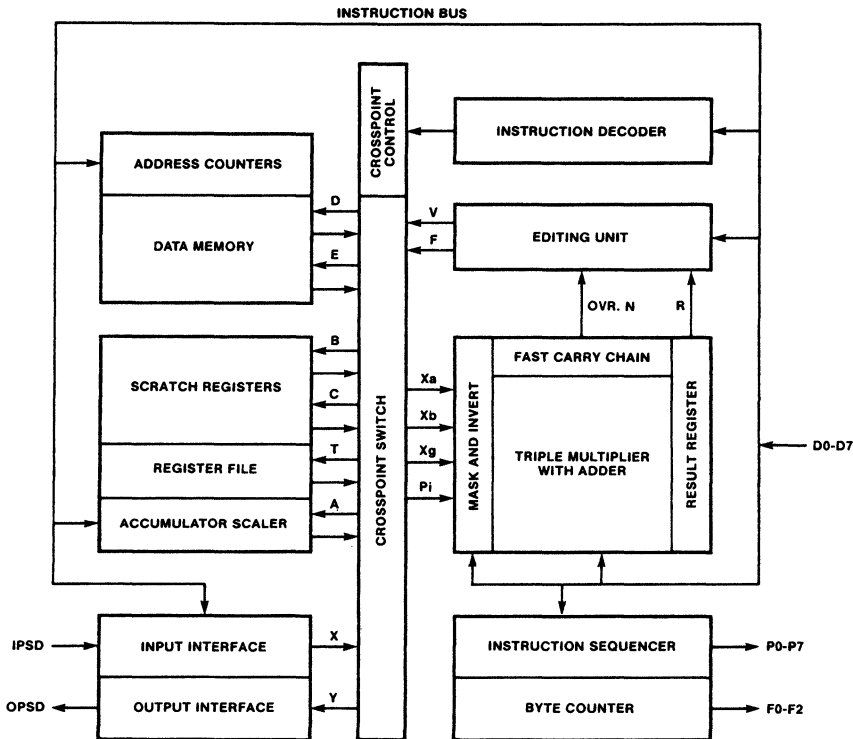 INSTRUCTION BUS
CROSSPOINT
CONTROL
INSTRUCTION DECODER
ADDRESS COUNTERS
DATA MEMORY
D
E
V
F
EDITING UNIT
OVR. N
R
SCRATCH REGISTERS
REGISTER FILE
ACCUMULATOR SCALER
B
C
T
A
CROSSPOINT SWITCH
Xa
Xb
Xg
Pi
MASK AND INVERT
FAST CARRY CHAIN
TRIPLE MULTIPLIER
WITH ADDER
RESULT REGISTER
D0-D7
IPSD
INPUT INTERFACE
X
OPSD
OUTPUT INTERFACE
Y
INSTRUCTION SEQUENCER
P0-P7
BYTE COUNTER
F0-F2